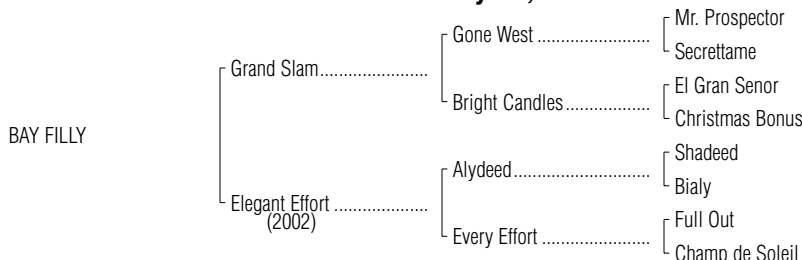 Mr. Prospector
Gone West
Secrettame
Grand Slam
El Gran Senor
Bright Candles
Christmas Bonus
BAY FILLY
Shadeed
Alydeed
Bialy
Elegant Effort
(2002)
Full Out
Every Effort
Champ de Soleil